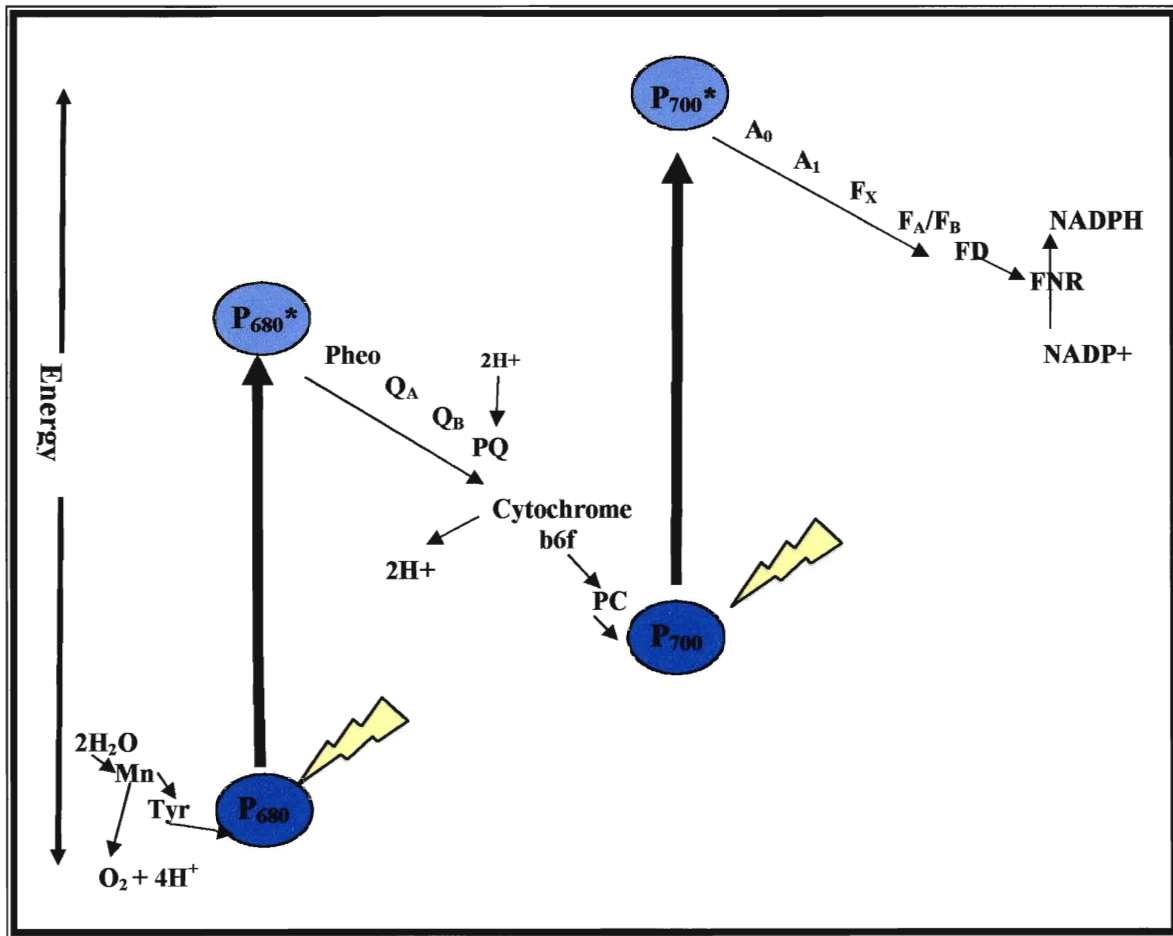 P700*
A0
A1
FX
FA/FB
FD
FNR
NADPH
NADP+
Energy
P680*
Pheo
QA
QB
2H+
PQ
Cytochrome
b6f
2H+
PC
P700
2H2O
Mn
Tyr
P680
O2 + 4H+